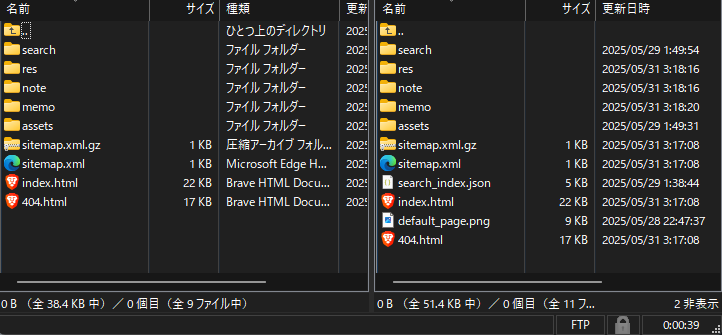 名前 サイズ 種類 更新
.. ひとつ上のディレクトリ 2025
search ファイル フォルダー 2025
res ファイル フォルダー 2025
note ファイル フォルダー 2025
memo ファイル フォルダー 2025
assets ファイル フォルダー 2025
sitemap.xml.gz 1 KB 圧縮アーカイブ フォル... 2025
sitemap.xml 1 KB Microsoft Edge H... 2025
index.html 22 KB Brave HTML Docu... 2025
404.html 17 KB Brave HTML Docu... 2025
0 B （全 38.4 KB 中）／ 0 個目（全 9 ファイル中）
名前 サイズ 更新日時
..
search 2025/05/29 1:49:54
res 2025/05/31 3:18:16
note 2025/05/31 3:18:16
memo 2025/05/31 3:18:20
assets 2025/05/29 1:49:31
sitemap.xml.gz 1 KB 2025/05/31 3:17:08
sitemap.xml 1 KB 2025/05/31 3:17:08
search_index.json 5 KB 2025/05/29 1:38:44
index.html 22 KB 2025/05/31 3:17:08
default_page.png 9 KB 2025/05/28 22:47:37
404.html 17 KB 2025/05/31 3:17:08
0 B （全 51.4 KB 中）／ 0 個目（全 11 フ... 2 非表示
FTP 0:00:39